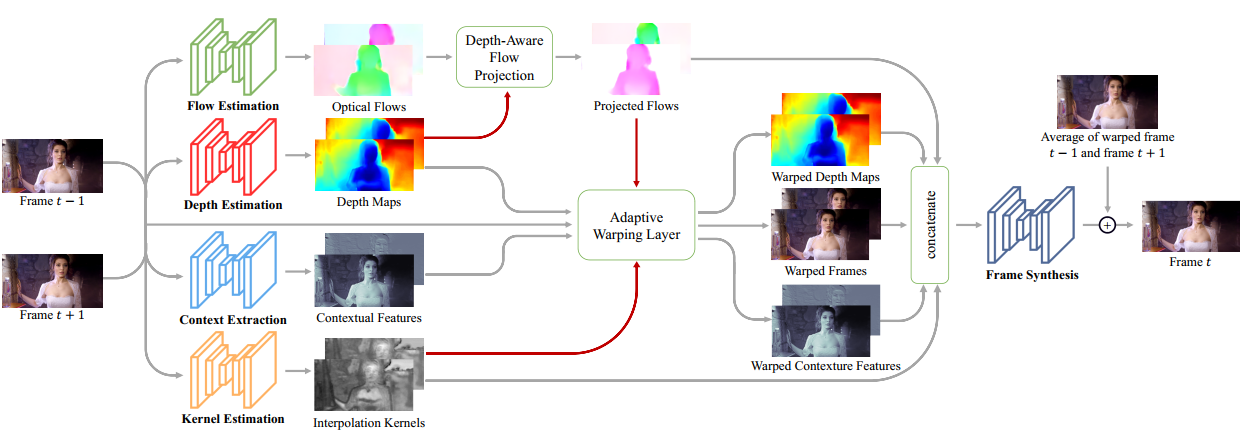 Frame t − 1
Frame t + 1
Flow Estimation
Depth Estimation
Context Extraction
Kernel Estimation
Optical Flows
Depth Maps
Contextual Features
Interpolation Kernels
Depth-Aware
Flow
Projection
Projected Flows
Adaptive
Warping Layer
Warped Depth Maps
Warped Frames
Warped Contexture Features
concatenate
Frame Synthesis
Average of warped frame
t − 1 and frame t + 1
+
Frame t